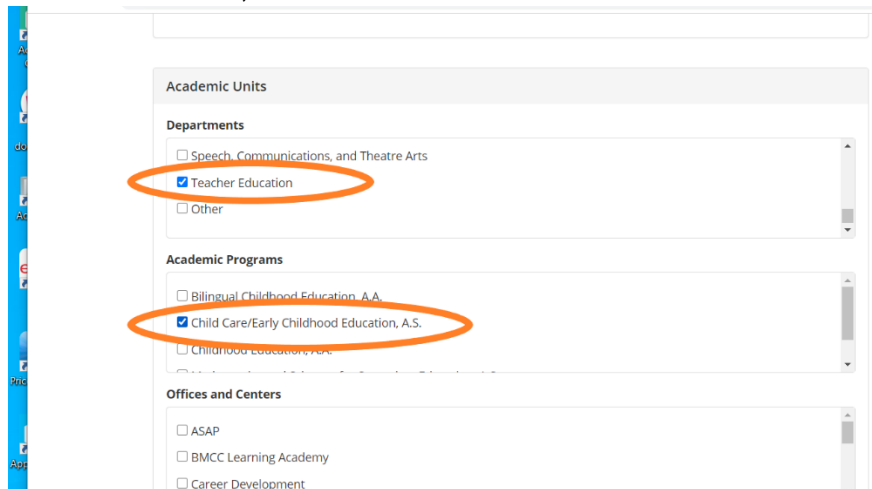 Academic Units
Departments
Speech, Communications, and Theatre Arts
Teacher Education
Other
Academic Programs
Bilingual Childhood Education, A.A.
Child Care/Early Childhood Education, A.S.
Childhood Education, A.A.
Offices and Centers
ASAP
BMCC Learning Academy
Career Development